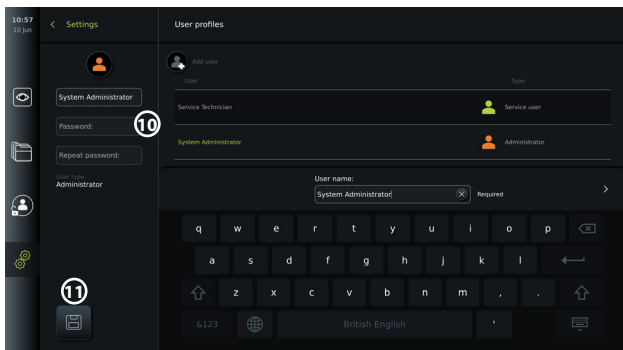 10:57
10 Jun
Settings
User profiles
Add user
User
Type
System Administrator
Service Technician
Service user
Password:
10
System Administrator
Administrator
Repeat password:
User type:
Administrator
User name:
System Administrator
Required
q w e r t y u i o p
a s d f g h j k l
11
z x c v b n m , .
&123
British English
'